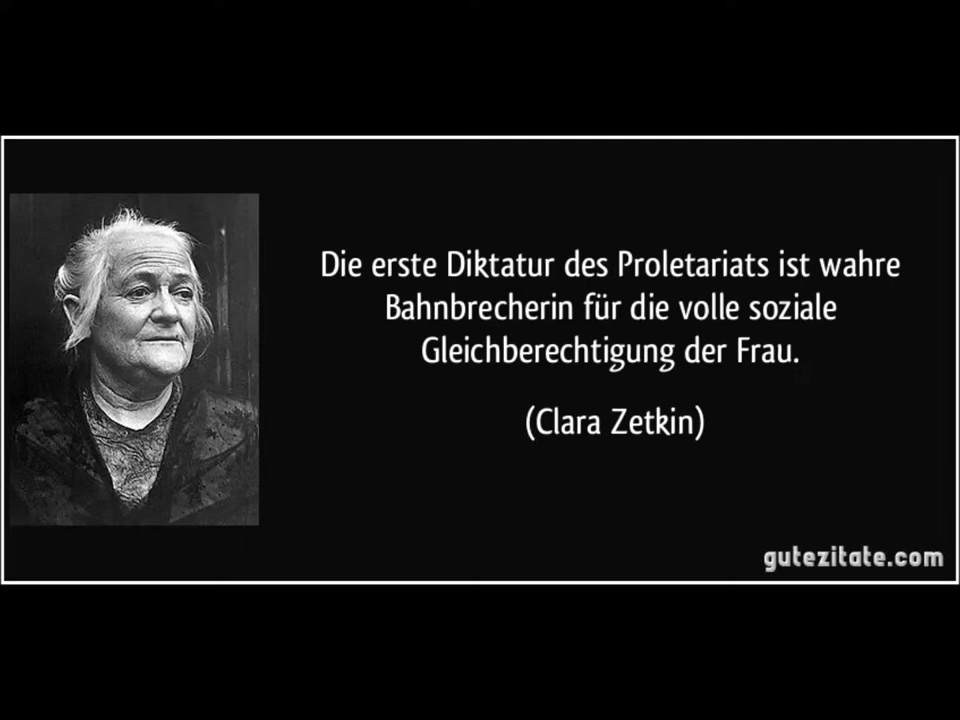 Die erste Diktatur des Proletariats ist wahre
Bahnbrecherin für die volle soziale
Gleichberechtigung der Frau.
(Clara Zetkin)
gutezitate.com